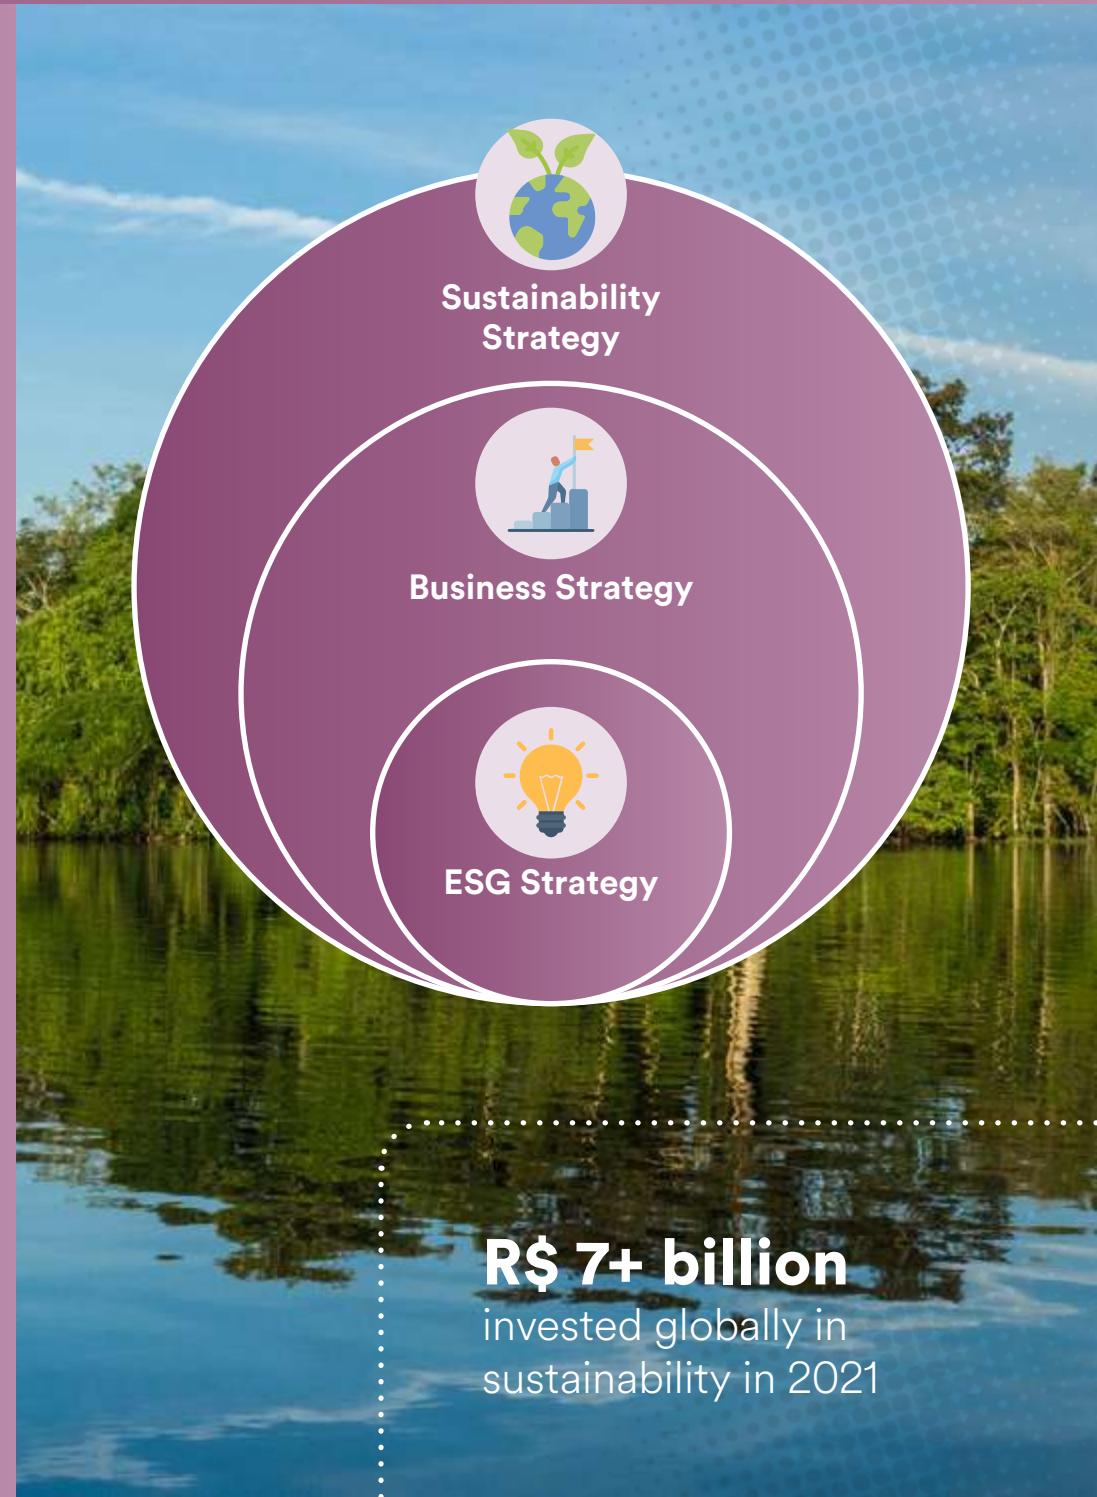 Sustainability
Strategy
Business Strategy
ESG Strategy
R$ 7+ billion
invested globally in
sustainability in 2021